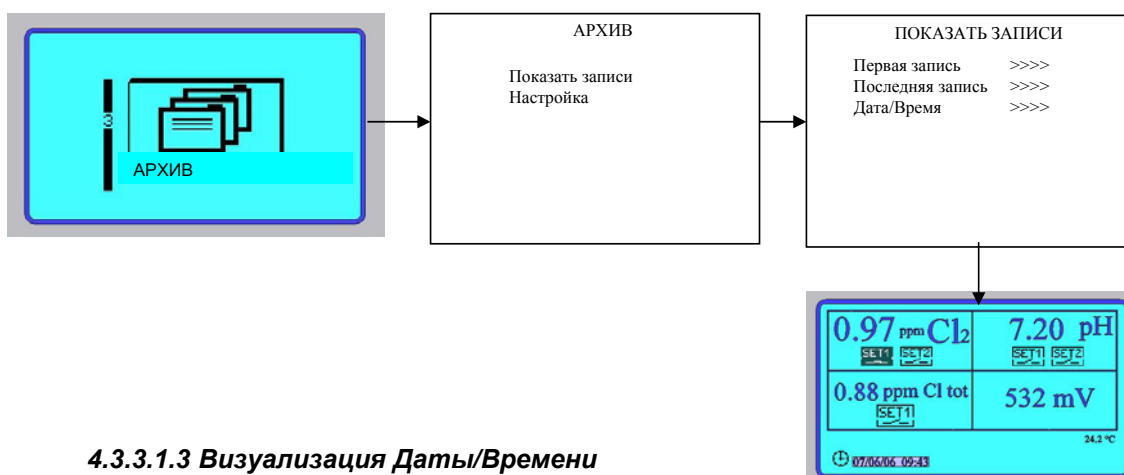 3
АРХИВ
АРХИВ
Показать записи
Настройка
ПОКАЗАТЬ ЗАПИСИ
Первая запись >>>>
Последняя запись >>>>
Дата/Время >>>>
0.97 ppm Cl2
SET1 SET2
7.20 pH
SET1 SET2
0.88 ppm Cl tot
SET1
532 mV
24.2 °C
07/06/06 09:43
4.3.3.1.3 Визуализация Даты/Времени